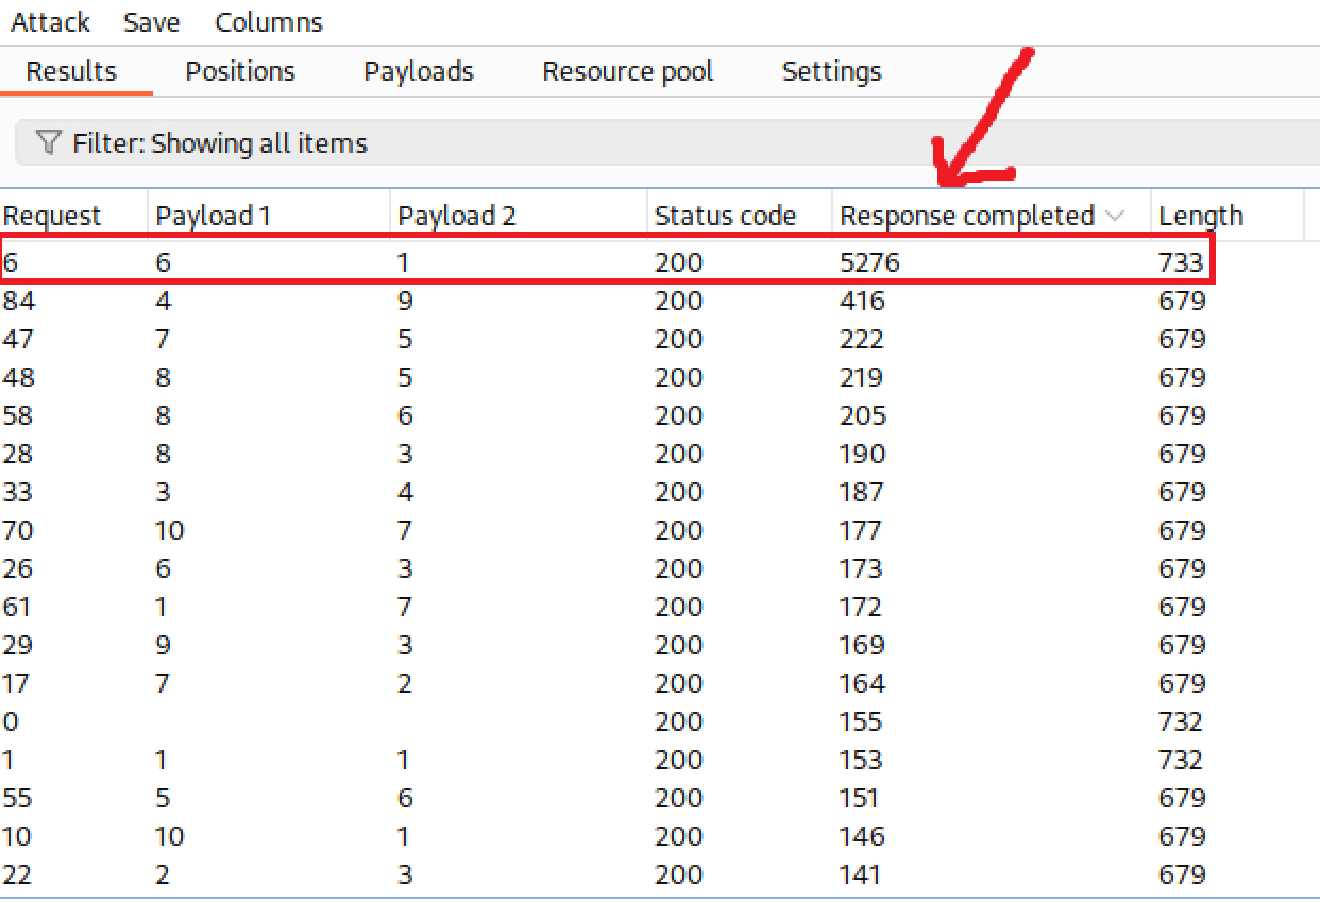 Attack Save Columns
Results Positions Payloads Resource pool Settings
Filter: Showing all items
Request Payload 1 Payload 2 Status code Response completed Length
6 6 1 200 5276 733
84 4 9 200 416 679
47 7 5 200 222 679
48 8 5 200 219 679
58 8 6 200 205 679
28 8 3 200 190 679
33 3 4 200 187 679
70 10 7 200 177 679
26 6 3 200 173 679
61 1 7 200 172 679
29 9 3 200 169 679
17 7 2 200 164 679
0 200 155 732
1 1 1 200 153 732
55 5 6 200 151 679
10 10 1 200 146 679
22 2 3 200 141 679